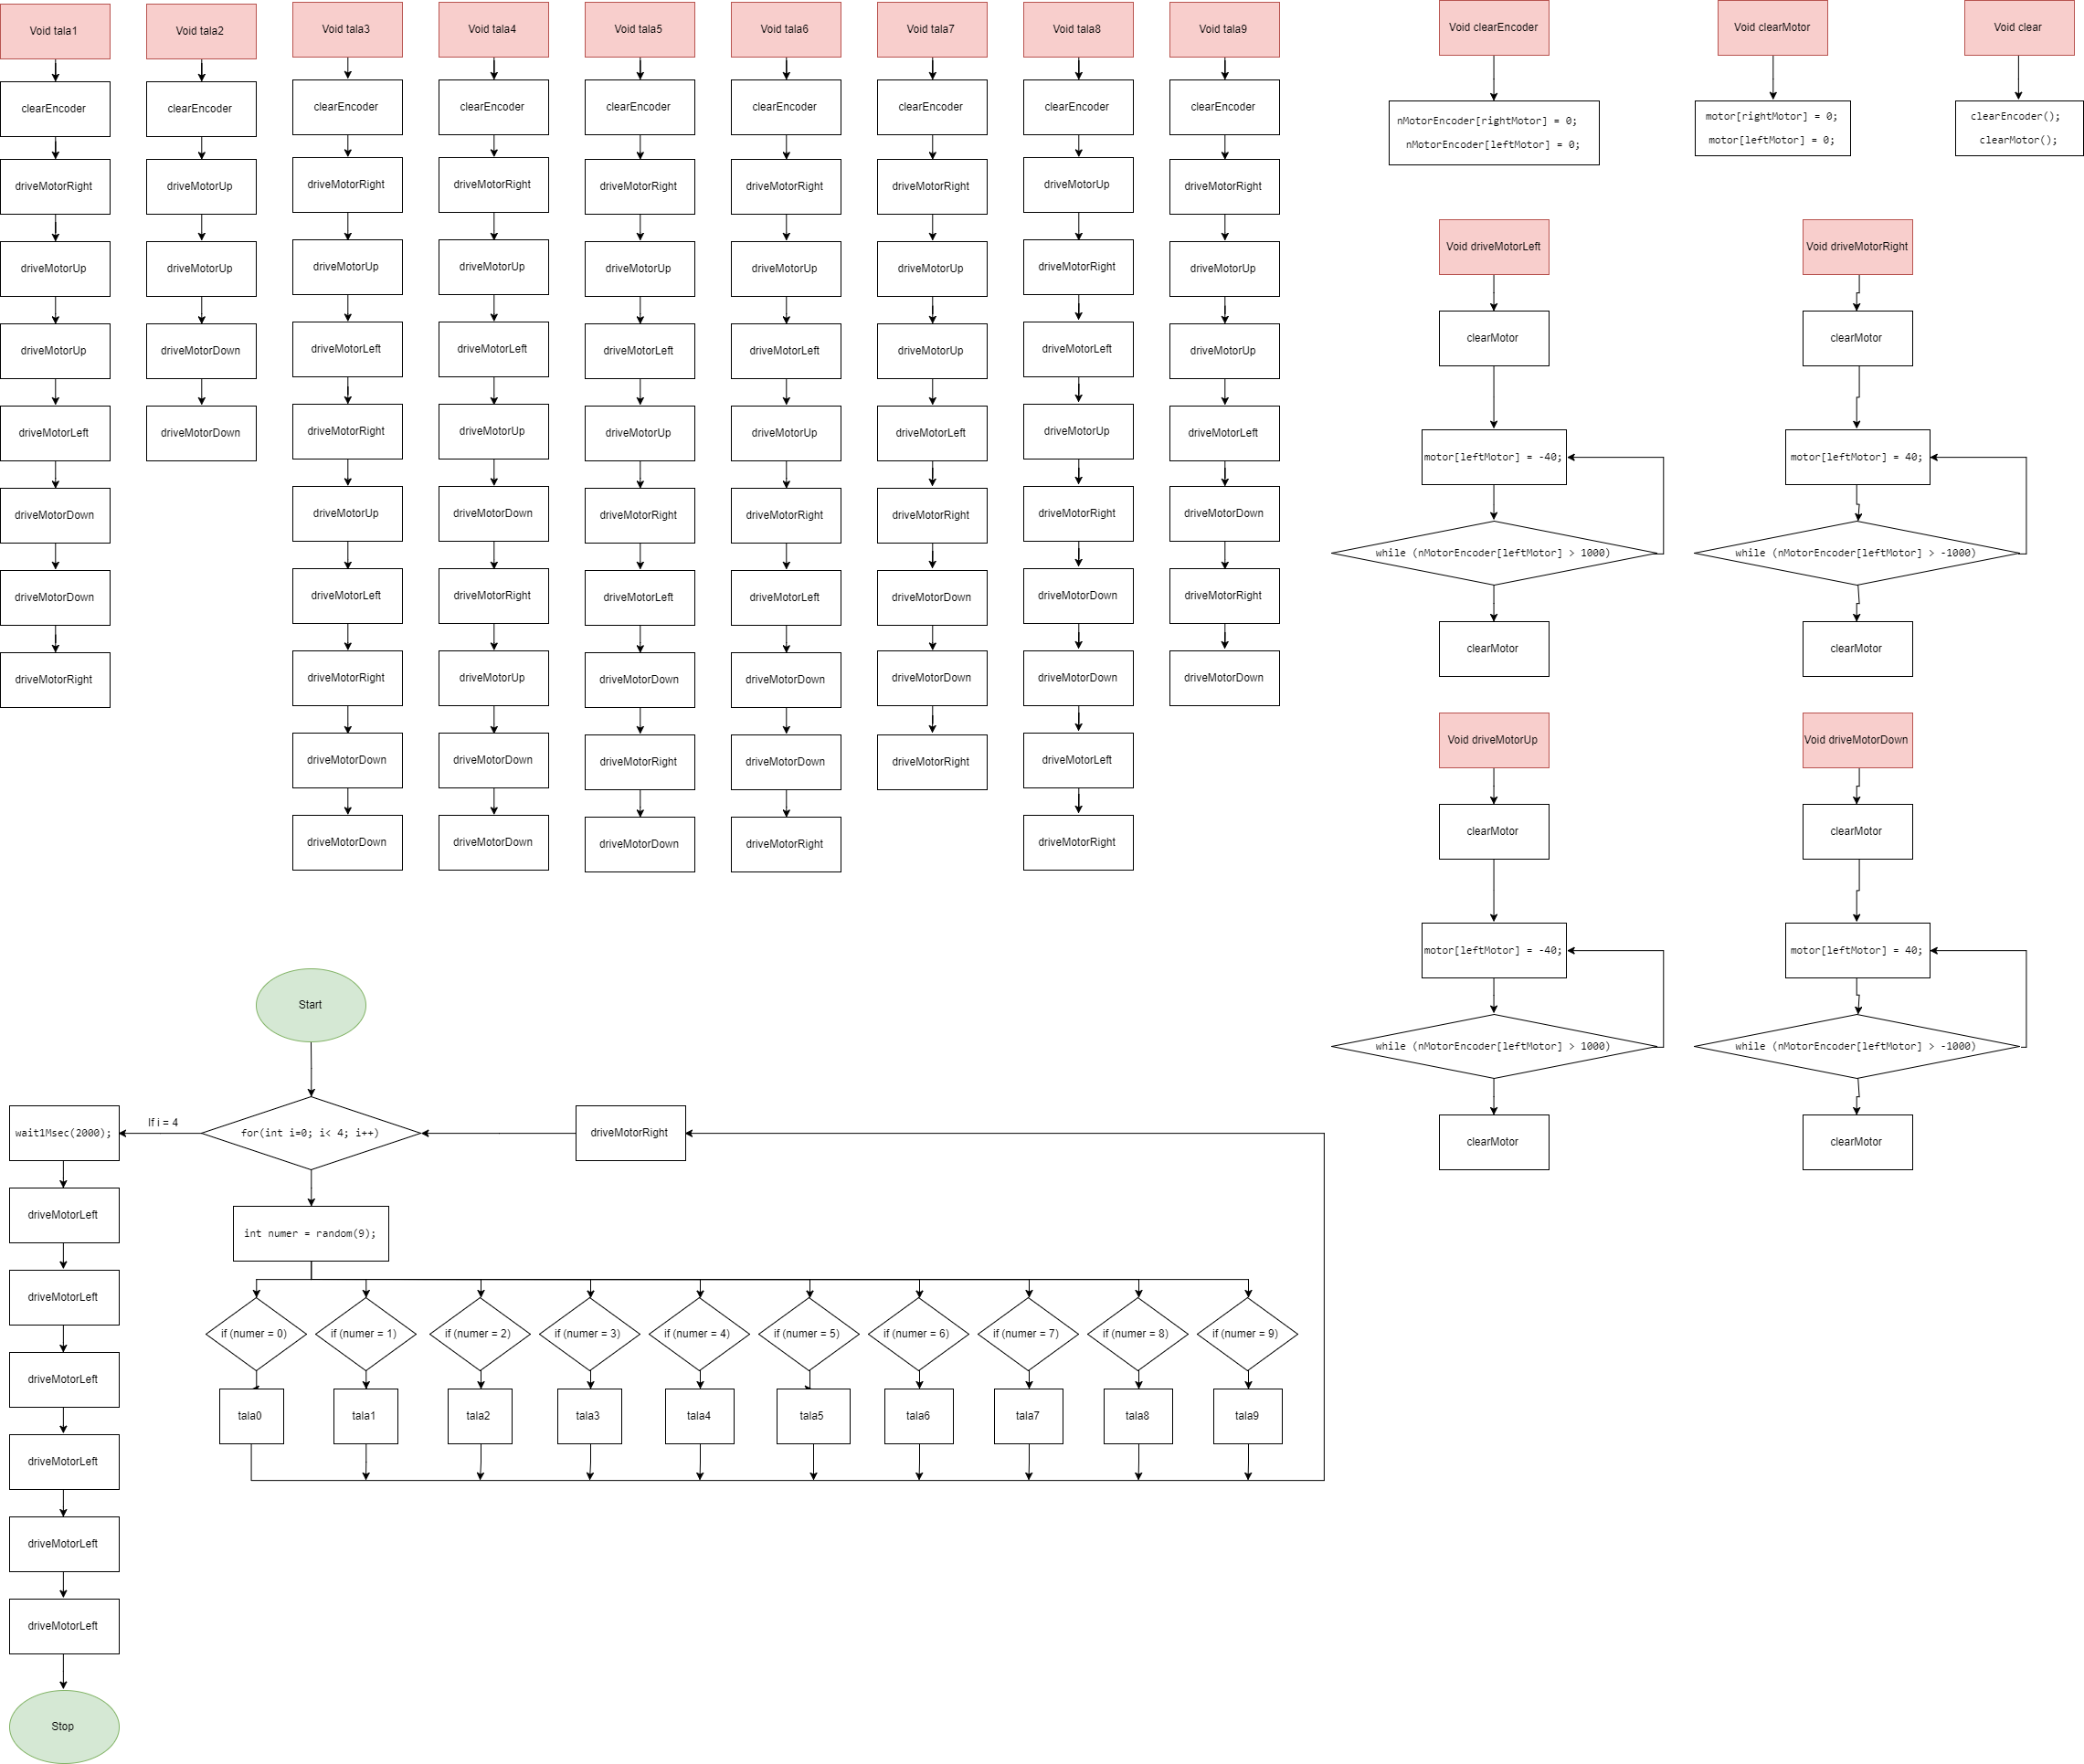 Void tala1
clearEncoder
driveMotorRight
driveMotorUp
driveMotorUp
driveMotorLeft
driveMotorDown
driveMotorDown
driveMotorRight
Void tala2
clearEncoder
driveMotorUp
driveMotorUp
driveMotorDown
driveMotorDown
Void tala3
clearEncoder
driveMotorRight
driveMotorUp
driveMotorLeft
driveMotorRight
driveMotorUp
driveMotorLeft
driveMotorRight
driveMotorDown
driveMotorDown
Void tala4
clearEncoder
driveMotorRight
driveMotorUp
driveMotorLeft
driveMotorUp
driveMotorDown
driveMotorRight
driveMotorUp
driveMotorDown
driveMotorDown
Void tala5
clearEncoder
driveMotorRight
driveMotorUp
driveMotorLeft
driveMotorUp
driveMotorRight
driveMotorLeft
driveMotorDown
driveMotorRight
driveMotorDown
Void tala6
clearEncoder
driveMotorRight
driveMotorUp
driveMotorLeft
driveMotorUp
driveMotorRight
driveMotorLeft
driveMotorDown
driveMotorDown
driveMotorRight
Void tala7
clearEncoder
driveMotorRight
driveMotorUp
driveMotorUp
driveMotorLeft
driveMotorRight
driveMotorDown
driveMotorDown
driveMotorRight
Void tala8
clearEncoder
driveMotorUp
driveMotorRight
driveMotorLeft
driveMotorUp
driveMotorRight
driveMotorDown
driveMotorDown
driveMotorLeft
driveMotorRight
Void tala9
clearEncoder
driveMotorRight
driveMotorUp
driveMotorUp
driveMotorLeft
driveMotorDown
driveMotorRight
driveMotorDown
Void clearEncoder
nMotorEncoder[rightMotor] = 0;
nMotorEncoder[leftMotor] = 0;
Void clearMotor
motor[rightMotor] = 0;
motor[leftMotor] = 0;
Void clear
clearEncoder();
clearMotor();
Void driveMotorLeft
clearMotor
motor[leftMotor] = -40;
while (nMotorEncoder[leftMotor] > 1000)
clearMotor
Void driveMotorRight
clearMotor
motor[leftMotor] = 40;
while (nMotorEncoder[leftMotor] > -1000)
clearMotor
Void driveMotorUp
clearMotor
motor[leftMotor] = -40;
while (nMotorEncoder[leftMotor] > 1000)
clearMotor
Void driveMotorDown
clearMotor
motor[leftMotor] = 40;
while (nMotorEncoder[leftMotor] > -1000)
clearMotor
Start
for(int i=0; i< 4; i++)
If i = 4
wait1Msec(2000);
driveMotorLeft
driveMotorLeft
driveMotorLeft
driveMotorLeft
driveMotorLeft
driveMotorLeft
Stop
driveMotorRight
int numer = random(9);
if (numer = 0)
if (numer = 1)
if (numer = 2)
if (numer = 3)
if (numer = 4)
if (numer = 5)
if (numer = 6)
if (numer = 7)
if (numer = 8)
if (numer = 9)
tala0
tala1
tala2
tala3
tala4
tala5
tala6
tala7
tala8
tala9